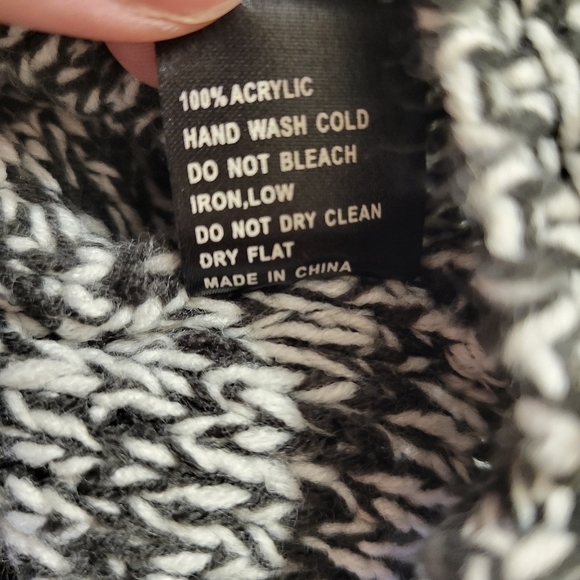 100% ACRYLIC
HAND WASH COLD
DO NOT BLEACH
IRON,LOW
DO NOT DRY CLEAN
DRY FLAT
MADE IN CHINA